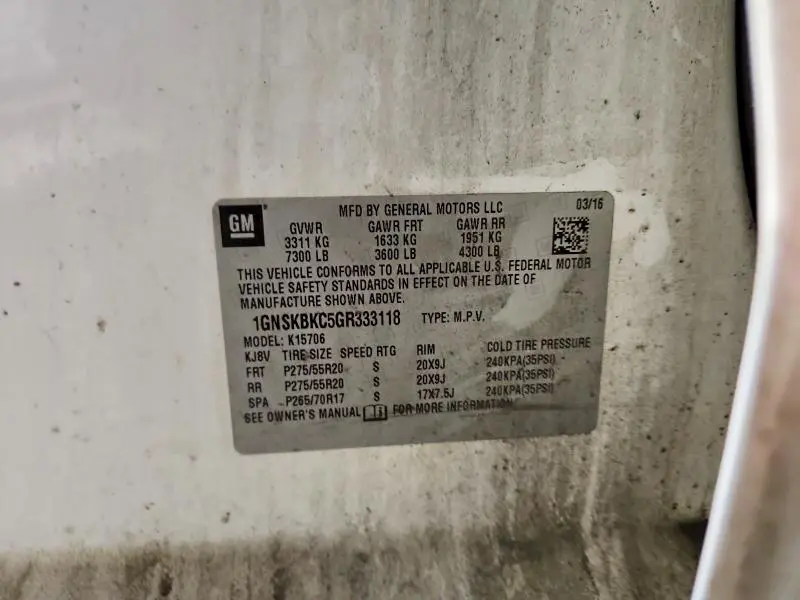 GM
MFD BY GENERAL MOTORS LLC 03/16
GVWR GAWR FRT GAWR RR
3311 KG 1633 KG 1951 KG
7300 LB 3600 LB 4300 LB
THIS VEHICLE CONFORMS TO ALL APPLICABLE U.S. FEDERAL MOTOR
VEHICLE SAFETY STANDARDS IN EFFECT ON THE DATE OF
MANUFACTURE SHOWN ABOVE.
1GNSKBKC5GR333118 TYPE: M.P.V.
MODEL: K15706
KJ8V TIRE SIZE SPEED RTG RIM COLD TIRE PRESSURE
FRT P275/55R20 S 20X9J 240KPA(35PSI)
RR P275/55R20 S 20X9J 240KPA(35PSI)
SPA P265/70R17 S 17X7.5J 240KPA(35PSI)
SEE OWNER'S MANUAL FOR MORE INFORMATION